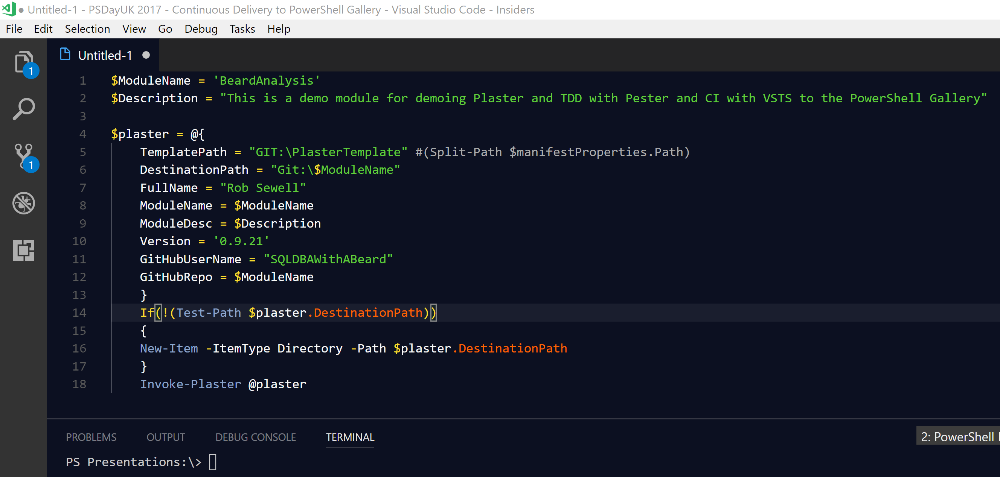 ● Untitled-1 - PSDayUK 2017 - Continuous Delivery to PowerShell Gallery - Visual Studio Code - Insiders
File Edit Selection View Go Debug Tasks Help
1
Untitled-1 ●
1 $ModuleName = 'BeardAnalysis'
2 $Description = "This is a demo module for demoing Plaster and TDD with Pester and CI with VSTS to the PowerShell Gallery"
3
4 $plaster = @{
5     TemplatePath = "GIT:\PlasterTemplate" #(Split-Path $manifestProperties.Path)
6     DestinationPath = "Git:\$ModuleName"
1
7     FullName = "Rob Sewell"
8     ModuleName = $ModuleName
9     ModuleDesc = $Description
10     Version = '0.9.21'
11     GitHubUserName = "SQLDBAWithABeard"
12     GitHubRepo = $ModuleName
13     }
14     If(!(Test-Path $plaster.DestinationPath))
15     {
16     New-Item -ItemType Directory -Path $plaster.DestinationPath
17     }
18     Invoke-Plaster @plaster
PROBLEMS OUTPUT DEBUG CONSOLE TERMINAL 2: PowerShell
PS Presentations:\>